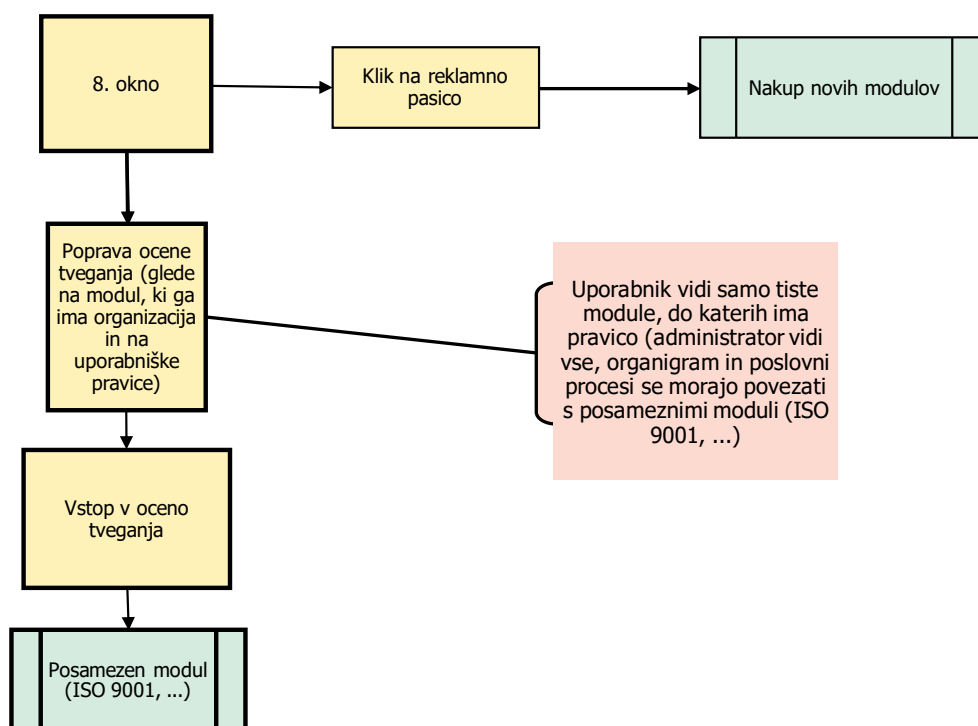 8. okno
Klik na reklamno
pasico
Nakup novih modulov
Poprava ocene
tveganja (glede
na modul, ki ga
ima organizacija
in na
uporabniške
pravice)
Uporabnik vidi samo tiste
module, do katerih ima
pravico (administrator vidi
vse, organigram in poslovni
procesi se morajo povezati
s posameznimi moduli (ISO
9001, ...)
Vstop v oceno
tveganja
Posamezen modul
(ISO 9001, ...)